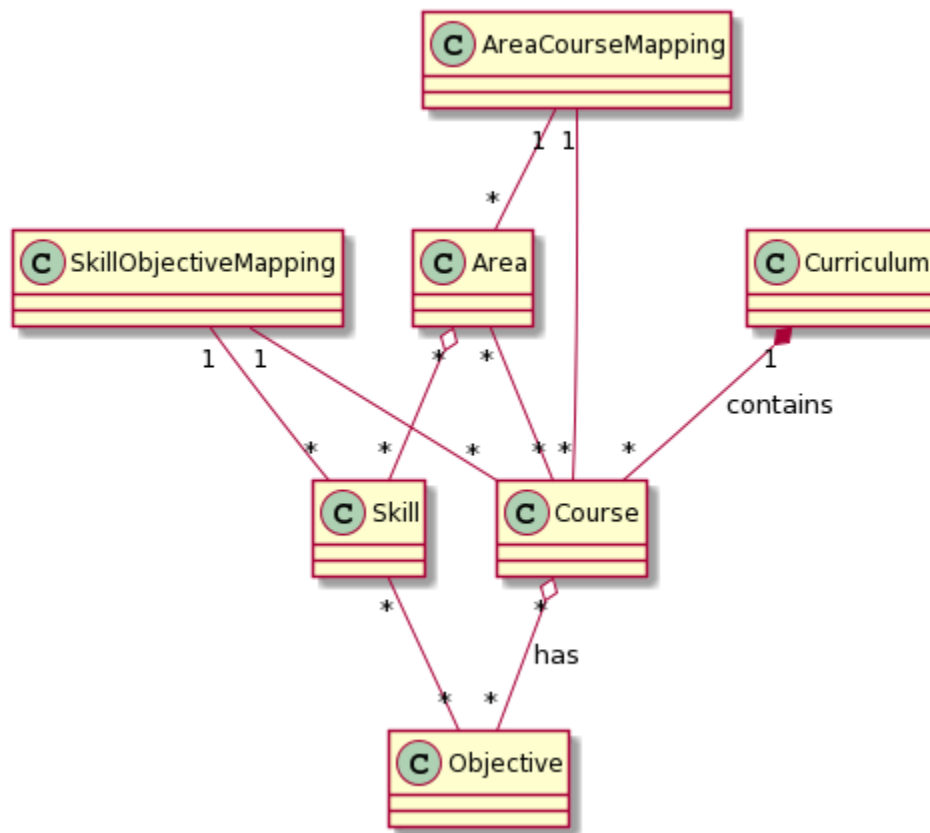 C AreaCourseMapping
1 1
*
C SkillObjectiveMapping
C Area
C Curriculum
1 1 * * 1
contains
* * * * * *
C Skill
C Course
* *
has
* *
C Objective